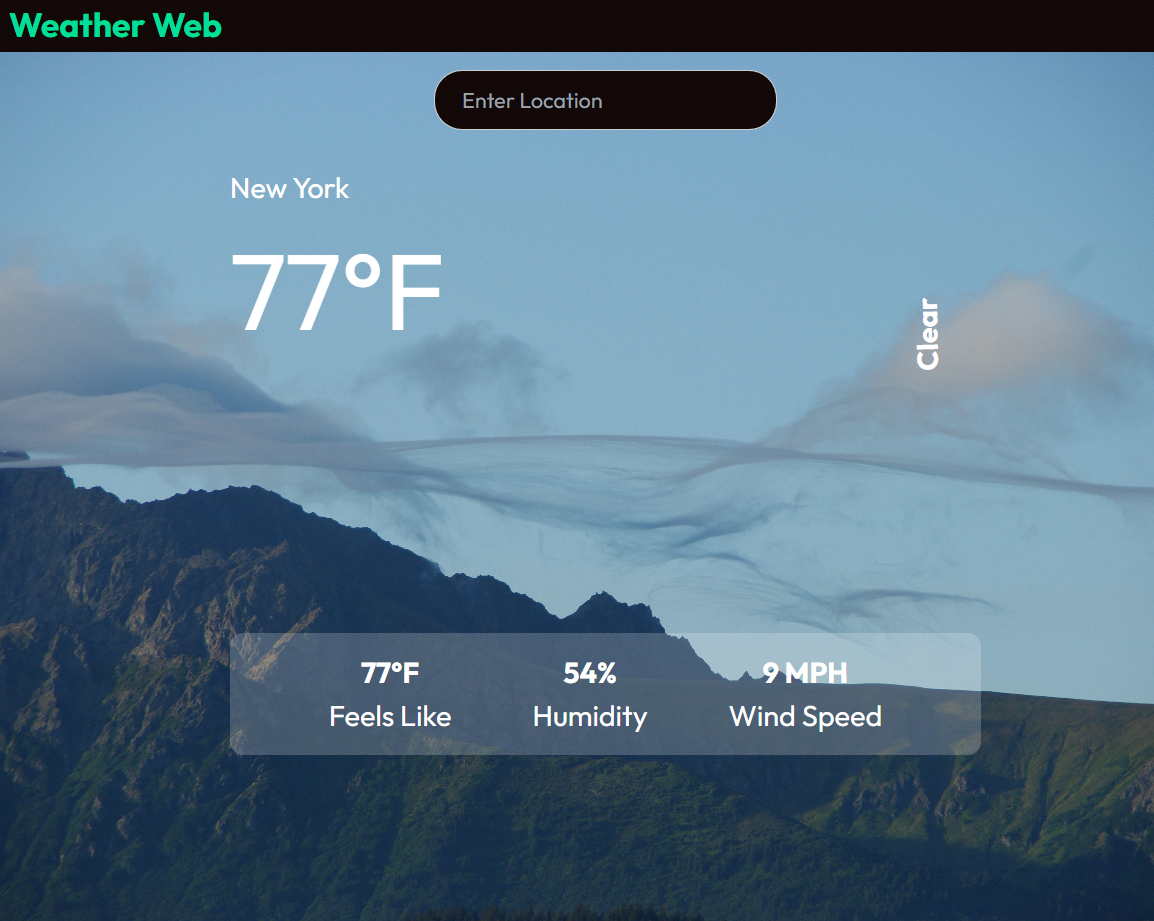 Weather Web
Enter Location
New York
77°F
Clear
77°F
Feels Like
54%
Humidity
9 MPH
Wind Speed